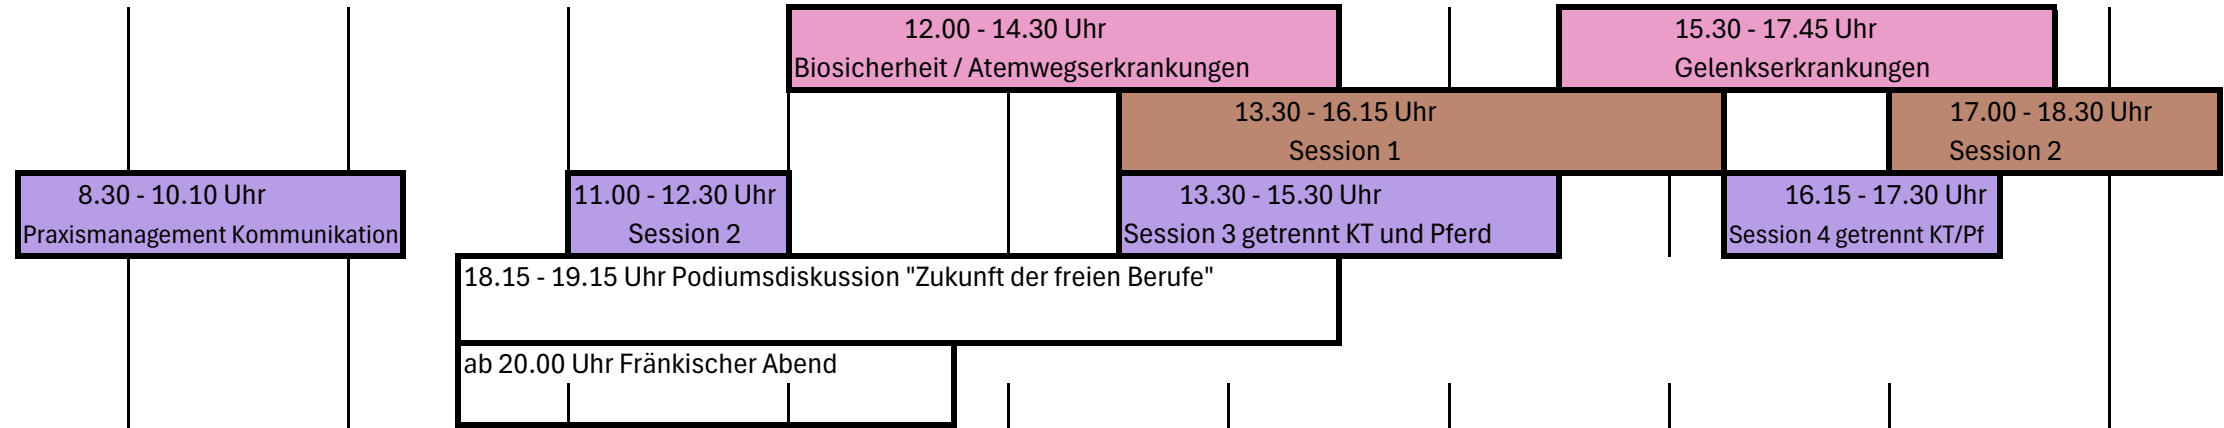 12.00 - 14.30 Uhr
Biosicherheit / Atemwegserkrankungen
15.30 - 17.45 Uhr
Gelenkserkrankungen
13.30 - 16.15 Uhr
Session 1
17.00 - 18.30 Uhr
Session 2
8.30 - 10.10 Uhr
Praxismanagement Kommunikation
11.00 - 12.30 Uhr
Session 2
13.30 - 15.30 Uhr
Session 3 getrennt KT und Pferd
16.15 - 17.30 Uhr
Session 4 getrennt KT/Pf
18.15 - 19.15 Uhr Podiumsdiskussion "Zukunft der freien Berufe"
ab 20.00 Uhr Fränkischer Abend